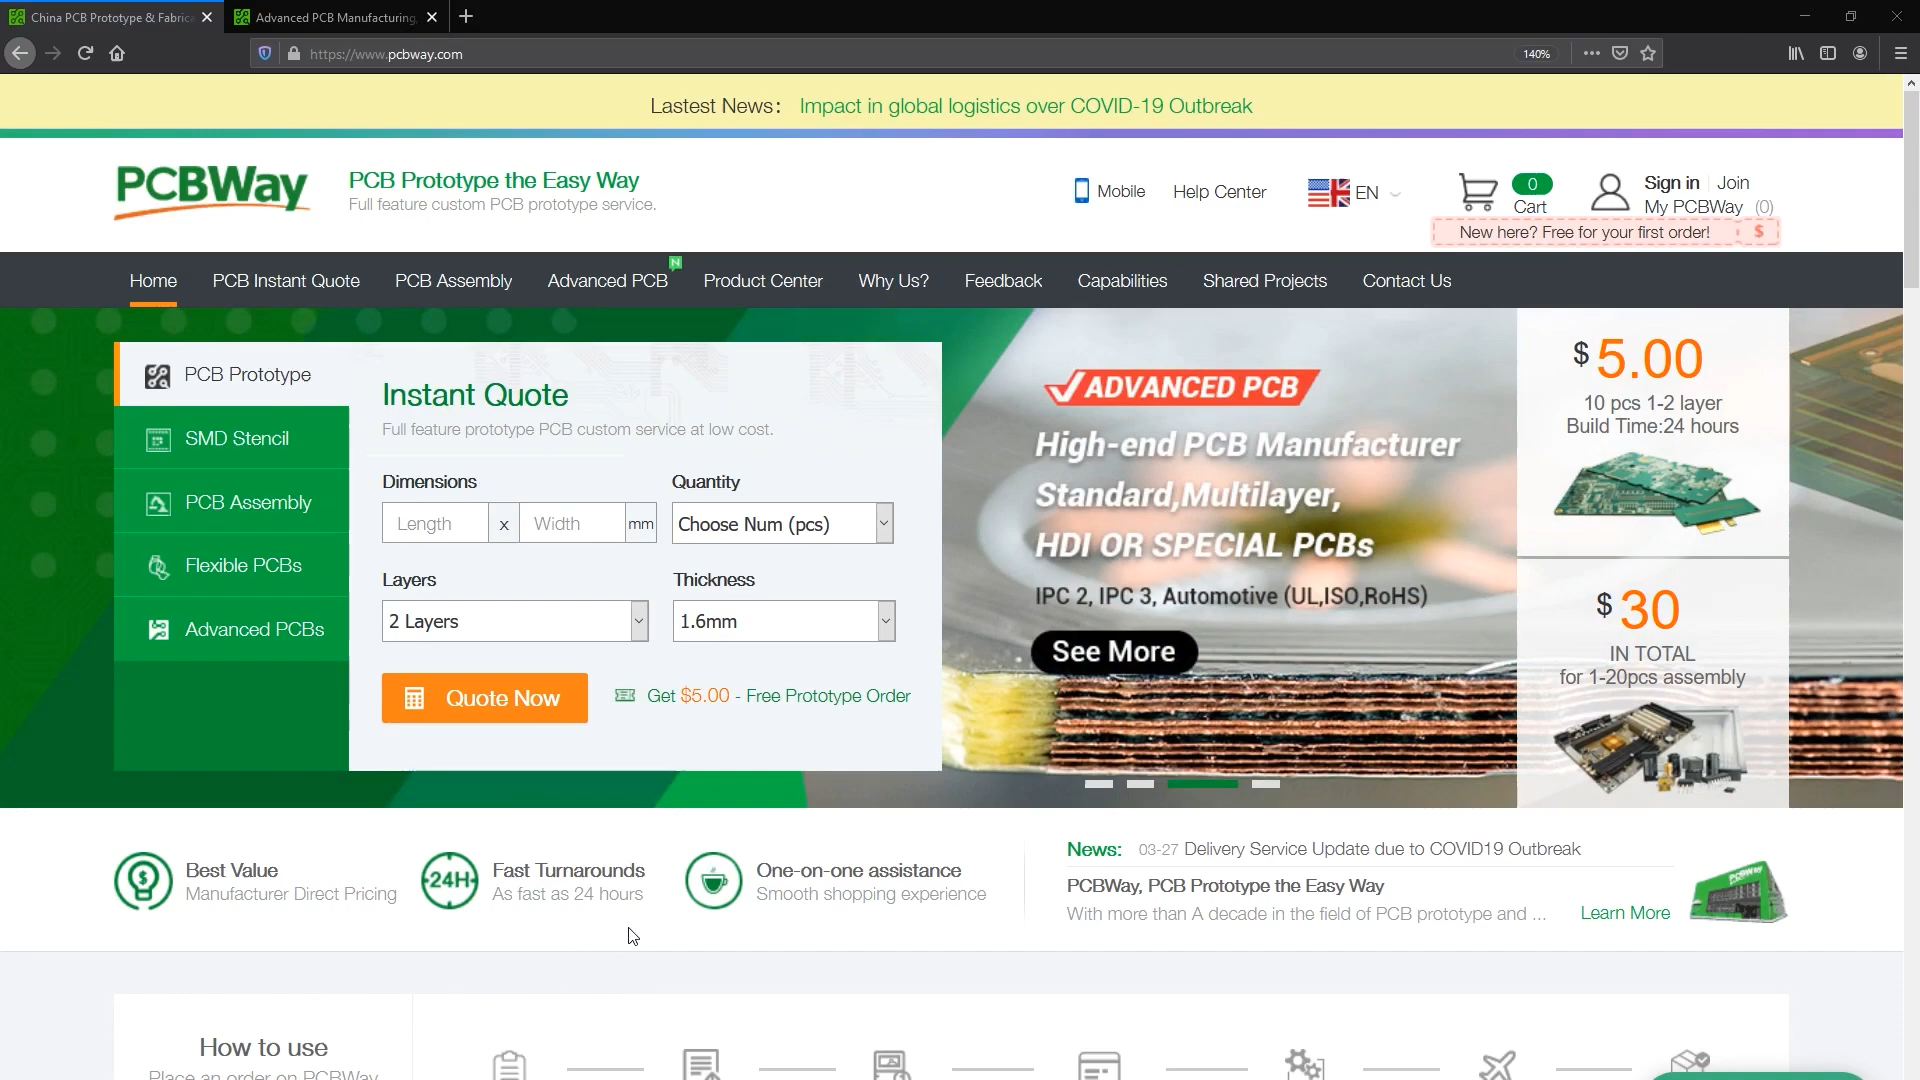 China PCB Prototype & Fabrica
Advanced PCB Manufacturing,
https://www.pcbway.com
140%
Lastest News: Impact in global logistics over COVID-19 Outbreak
PCBWay
PCB Prototype the Easy Way
Full feature custom PCB prototype service.
Mobile
Help Center
EN
0
Cart
Sign in
Join
My PCBWay (0)
New here? Free for your first order! $
Home
PCB Instant Quote
PCB Assembly
Advanced PCB
N
Product Center
Why Us?
Feedback
Capabilities
Shared Projects
Contact Us
PCB Prototype
SMD Stencil
PCB Assembly
Flexible PCBs
Advanced PCBs
Instant Quote
Full feature prototype PCB custom service at low cost.
Dimensions
Quantity
Length x Width mm
Choose Num (pcs)
Layers
Thickness
2 Layers
1.6mm
Quote Now
Get $5.00 - Free Prototype Order
ADVANCED PCB
High-end PCB Manufacturer
Standard,Multilayer,
HDI OR SPECIAL PCBs
IPC 2, IPC 3, Automotive (UL,ISO,RoHS)
See More
$ 5.00
10 pcs 1-2 layer
Build Time:24 hours
$ 30
IN TOTAL
for 1-20pcs assembly
Best Value
Manufacturer Direct Pricing
24H
Fast Turnarounds
As fast as 24 hours
One-on-one assistance
Smooth shopping experience
News: 03-27 Delivery Service Update due to COVID19 Outbreak
PCBWay, PCB Prototype the Easy Way
With more than A decade in the field of PCB prototype and ...
Learn More
PCBWay
How to use
Place an order on PCBWay